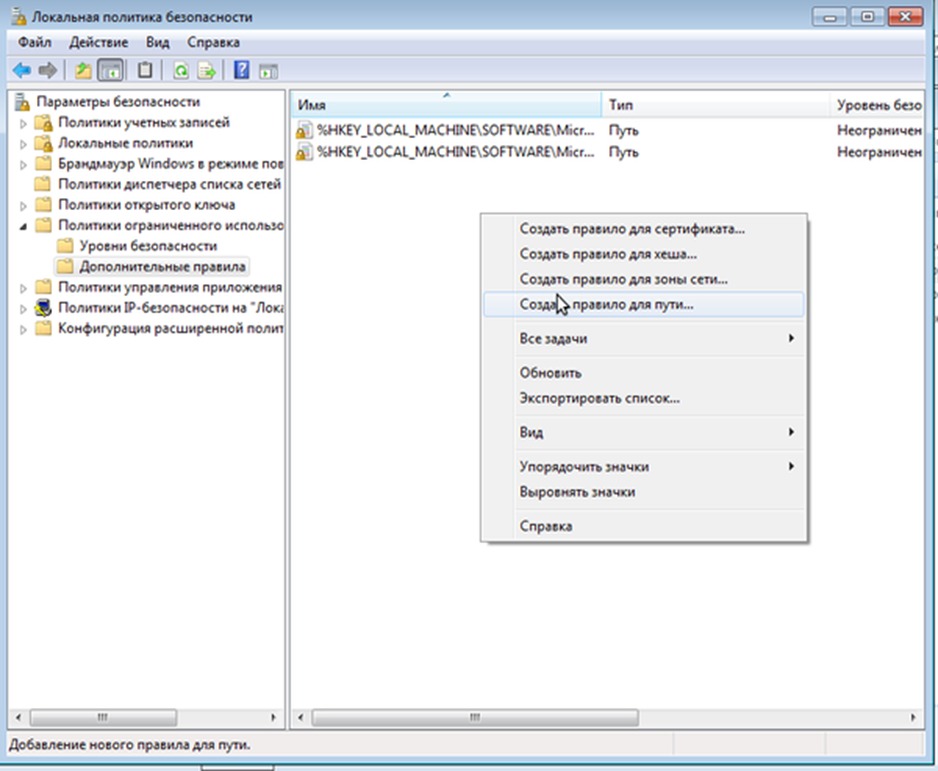 Локальная политика безопасности
Файл Действие Вид Справка
Параметры безопасности
Политики учетных записей
Локальные политики
Брандмауэр Windows в режиме пов
Политики диспетчера списка сетей
Политики открытого ключа
Политики ограниченного использо
Уровни безопасности
Дополнительные правила
Политики управления приложения
Политики IP-безопасности на "Лока
Конфигурация расширенной полит
Имя Тип Уровень безо
%HKEY_LOCAL_MACHINE\SOFTWARE\Micr... Путь Неограничен
%HKEY_LOCAL_MACHINE\SOFTWARE\Micr... Путь Неограничен
Создать правило для сертификата...
Создать правило для хеша...
Создать правило для зоны сети...
Создать правило для пути...
Все задачи
Обновить
Экспортировать список...
Вид
Упорядочить значки
Выровнять значки
Справка
Добавление нового правила для пути.